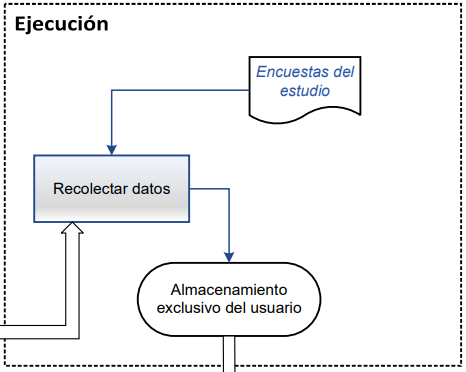 Ejecución
Encuestas del
estudio
Recolectar datos
Almacenamiento
exclusivo del usuario